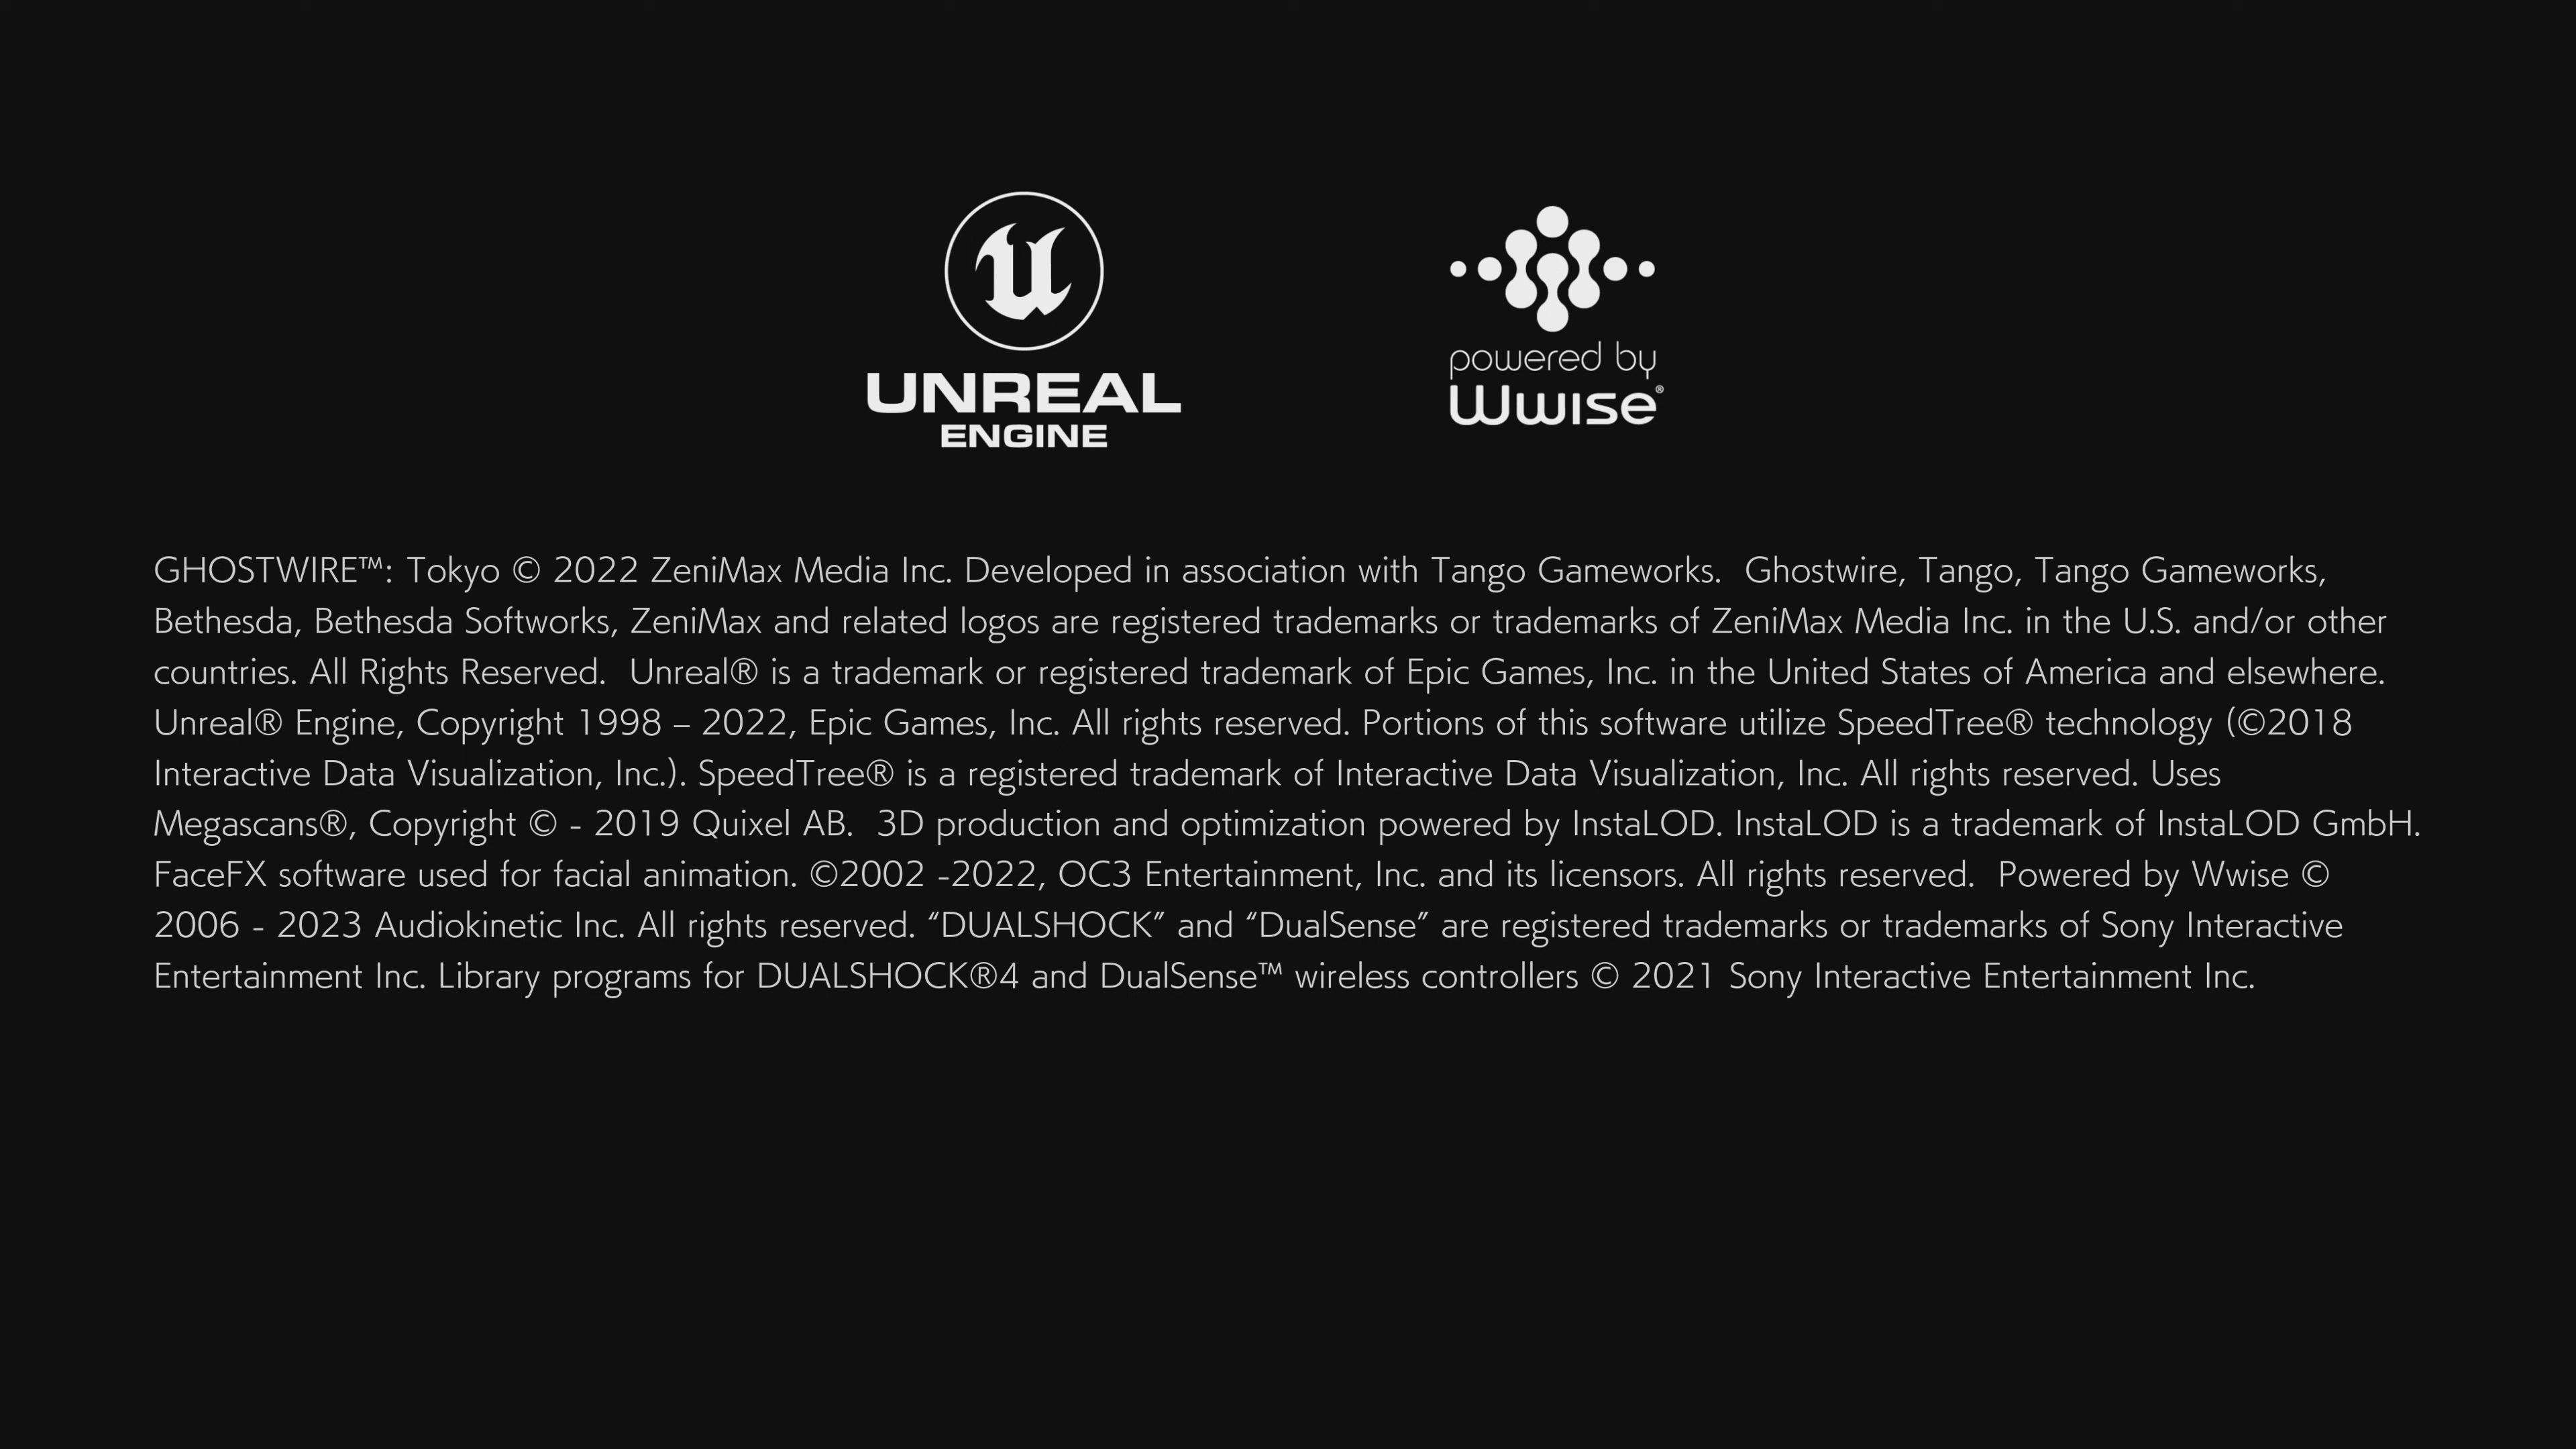 UNREAL
ENGINE
powered by
Wwise®
GHOSTWIRE™: Tokyo © 2022 ZeniMax Media Inc. Developed in association with Tango Gameworks.  Ghostwire, Tango, Tango Gameworks,
Bethesda, Bethesda Softworks, ZeniMax and related logos are registered trademarks or trademarks of ZeniMax Media Inc. in the U.S. and/or other
countries. All Rights Reserved.  Unreal® is a trademark or registered trademark of Epic Games, Inc. in the United States of America and elsewhere.
Unreal® Engine, Copyright 1998 – 2022, Epic Games, Inc. All rights reserved. Portions of this software utilize SpeedTree® technology (©2018
Interactive Data Visualization, Inc.). SpeedTree® is a registered trademark of Interactive Data Visualization, Inc. All rights reserved. Uses
Megascans®, Copyright © - 2019 Quixel AB.  3D production and optimization powered by InstaLOD. InstaLOD is a trademark of InstaLOD GmbH.
FaceFX software used for facial animation. ©2002 -2022, OC3 Entertainment, Inc. and its licensors. All rights reserved.  Powered by Wwise ©
2006 - 2023 Audiokinetic Inc. All rights reserved. “DUALSHOCK” and “DualSense” are registered trademarks or trademarks of Sony Interactive
Entertainment Inc. Library programs for DUALSHOCK®4 and DualSense™ wireless controllers © 2021 Sony Interactive Entertainment Inc.